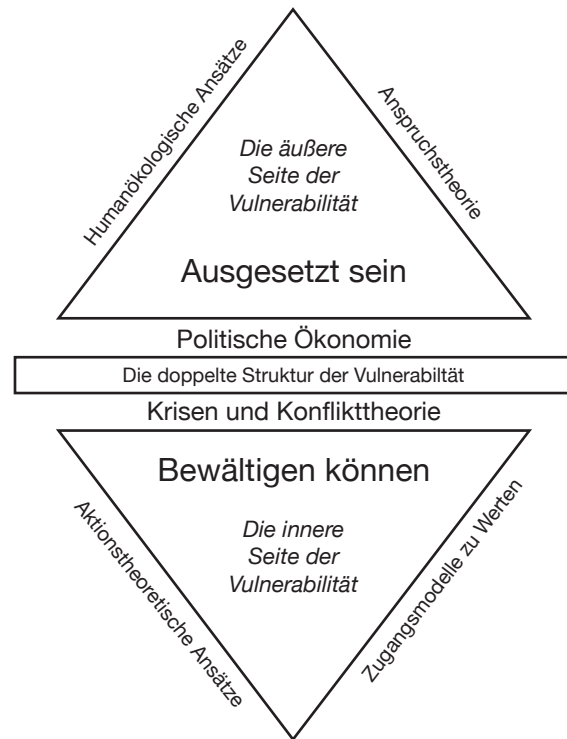 Humanökologische Ansätze
Anspruchstheorie
Die äußere
Seite der
Vulnerabilität
Ausgesetzt sein
Politische Ökonomie
Die doppelte Struktur der Vulnerabiltät
Krisen und Konflikttheorie
Bewältigen können
Die innere
Seite der
Vulnerabilität
Aktionstheoretische Ansätze
Zugangsmodelle zu Werten